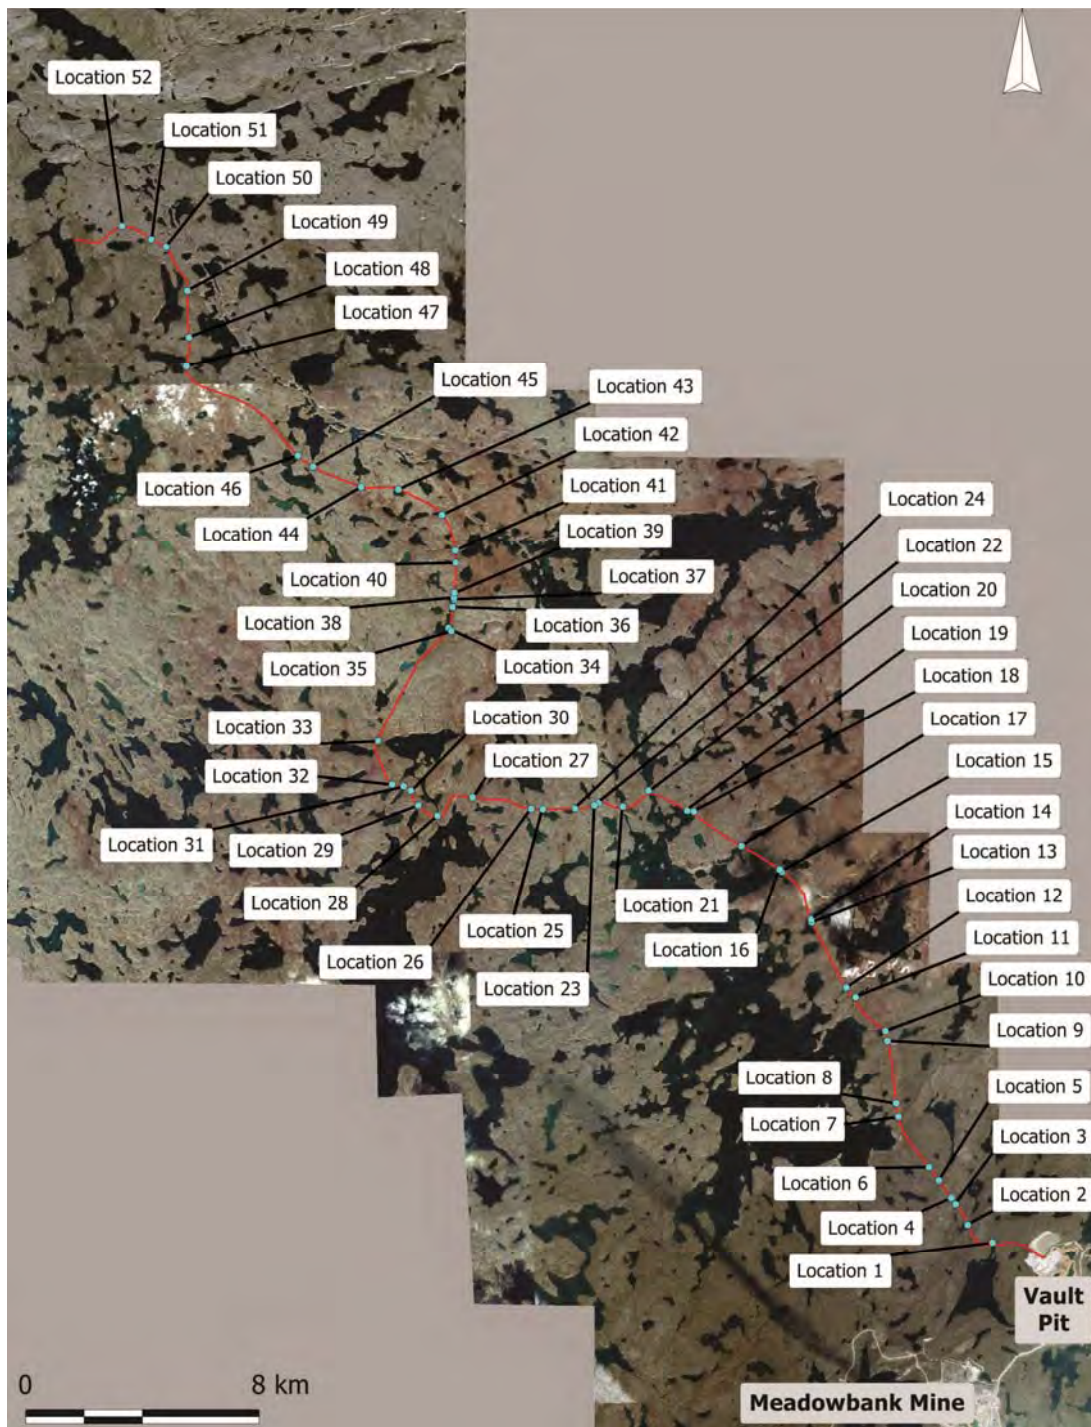 Location 52
Location 51
Location 50
Location 49
Location 48
Location 47
Location 45
Location 43
Location 42
Location 46
Location 41
Location 24
Location 44
Location 39
Location 22
Location 40
Location 37
Location 20
Location 38
Location 36
Location 19
Location 35
Location 34
Location 18
Location 30
Location 17
Location 33
Location 27
Location 15
Location 32
Location 14
Location 31
Location 13
Location 29
Location 12
Location 28
Location 21
Location 11
Location 25
Location 16
Location 26
Location 10
Location 23
Location 9
Location 8
Location 5
Location 7
Location 3
Location 6
Location 2
Location 4
Location 1
Vault
Pit
0 8 km
Meadowbank Mine